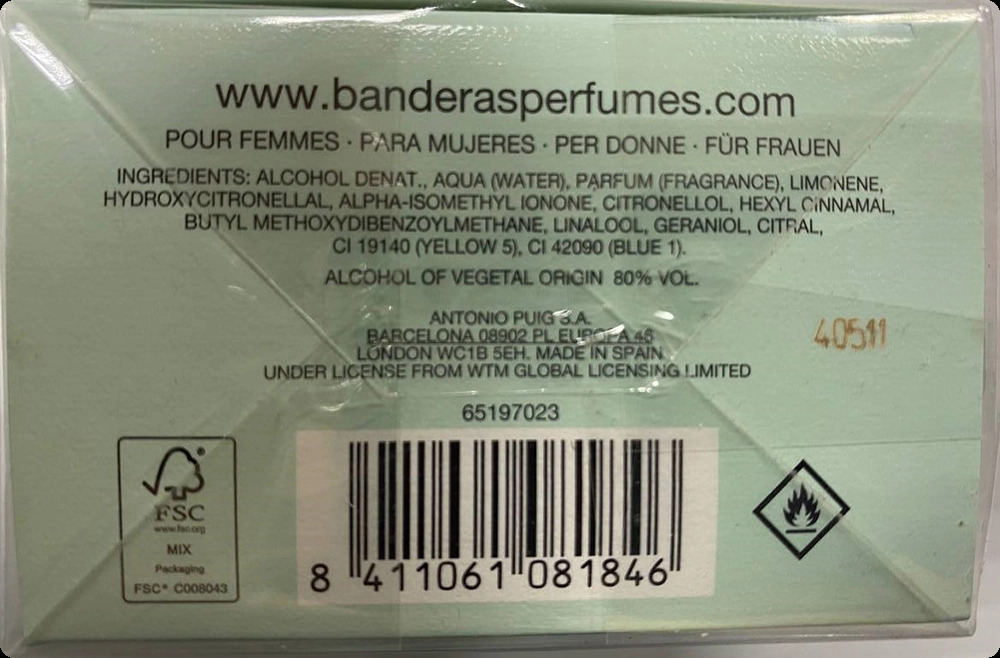 www.banderasperfumes.com
POUR FEMMES · PARA MUJERES · PER DONNE · FÜR FRAUEN
INGREDIENTS: ALCOHOL DENAT., AQUA (WATER), PARFUM (FRAGRANCE), LIMONENE,
HYDROXYCITRONELLAL, ALPHA-ISOMETHYL IONONE, CITRONELLOL, HEXYL CINNAMAL,
BUTYL METHOXYDIBENZOYLMETHANE, LINALOOL, GERANIOL, CITRAL,
CI 19140 (YELLOW 5), CI 42090 (BLUE 1).
ALCOHOL OF VEGETAL ORIGIN 80% VOL.
ANTONIO PUIG S.A.
BARCELONA 08902 PL EUROPA 46
LONDON WC1B 5EH. MADE IN SPAIN
UNDER LICENSE FROM WTM GLOBAL LICENSING LIMITED
40511
65197023
FSC
www.fsc.org
MIX
Packaging
FSC® C008043
8 411061 081846